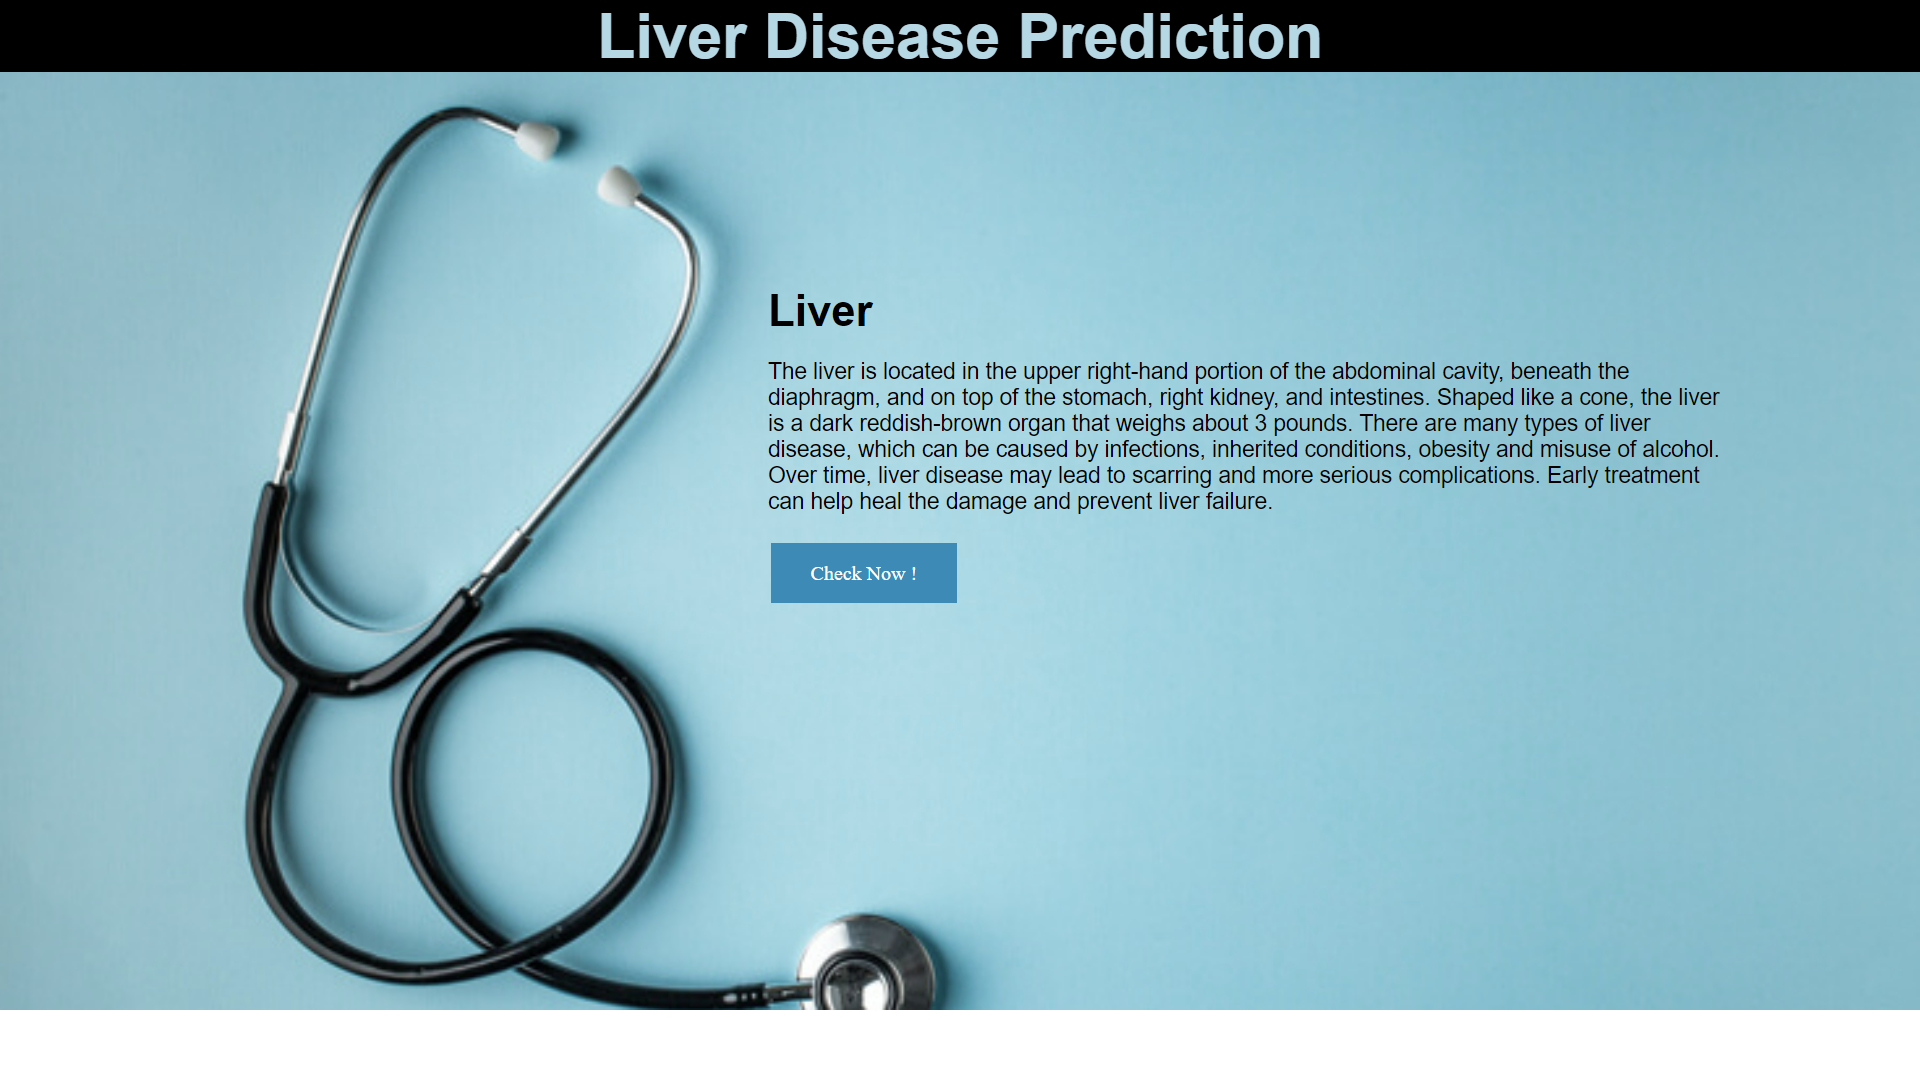 Liver Disease Prediction
Liver
The liver is located in the upper right-hand portion of the abdominal cavity, beneath the
diaphragm, and on top of the stomach, right kidney, and intestines. Shaped like a cone, the liver
is a dark reddish-brown organ that weighs about 3 pounds. There are many types of liver
disease, which can be caused by infections, inherited conditions, obesity and misuse of alcohol.
Over time, liver disease may lead to scarring and more serious complications. Early treatment
can help heal the damage and prevent liver failure.
Check Now !